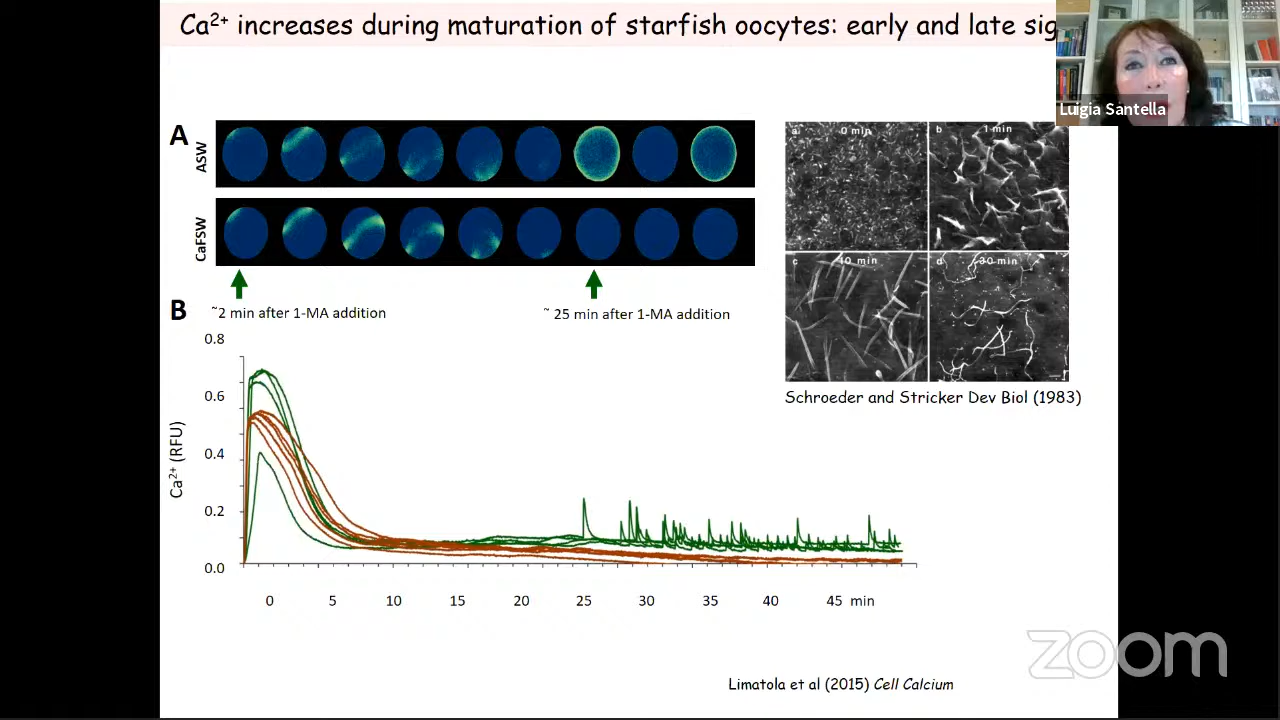 Ca²⁺ increases during maturation of starfish oocytes: early and late sig
Luigia Santella
A
ASW
CaFSW
a
0 min
b
1 min
c
10 min
d
30 min
~2 min after 1-MA addition
~ 25 min after 1-MA addition
Schroeder and Stricker Dev Biol (1983)
B
Ca²⁺ (RFU)
0.8
0.6
0.4
0.2
0.0
0 5 10 15 20 25 30 35 40 45 min
zoom
Limatola et al (2015) Cell Calcium